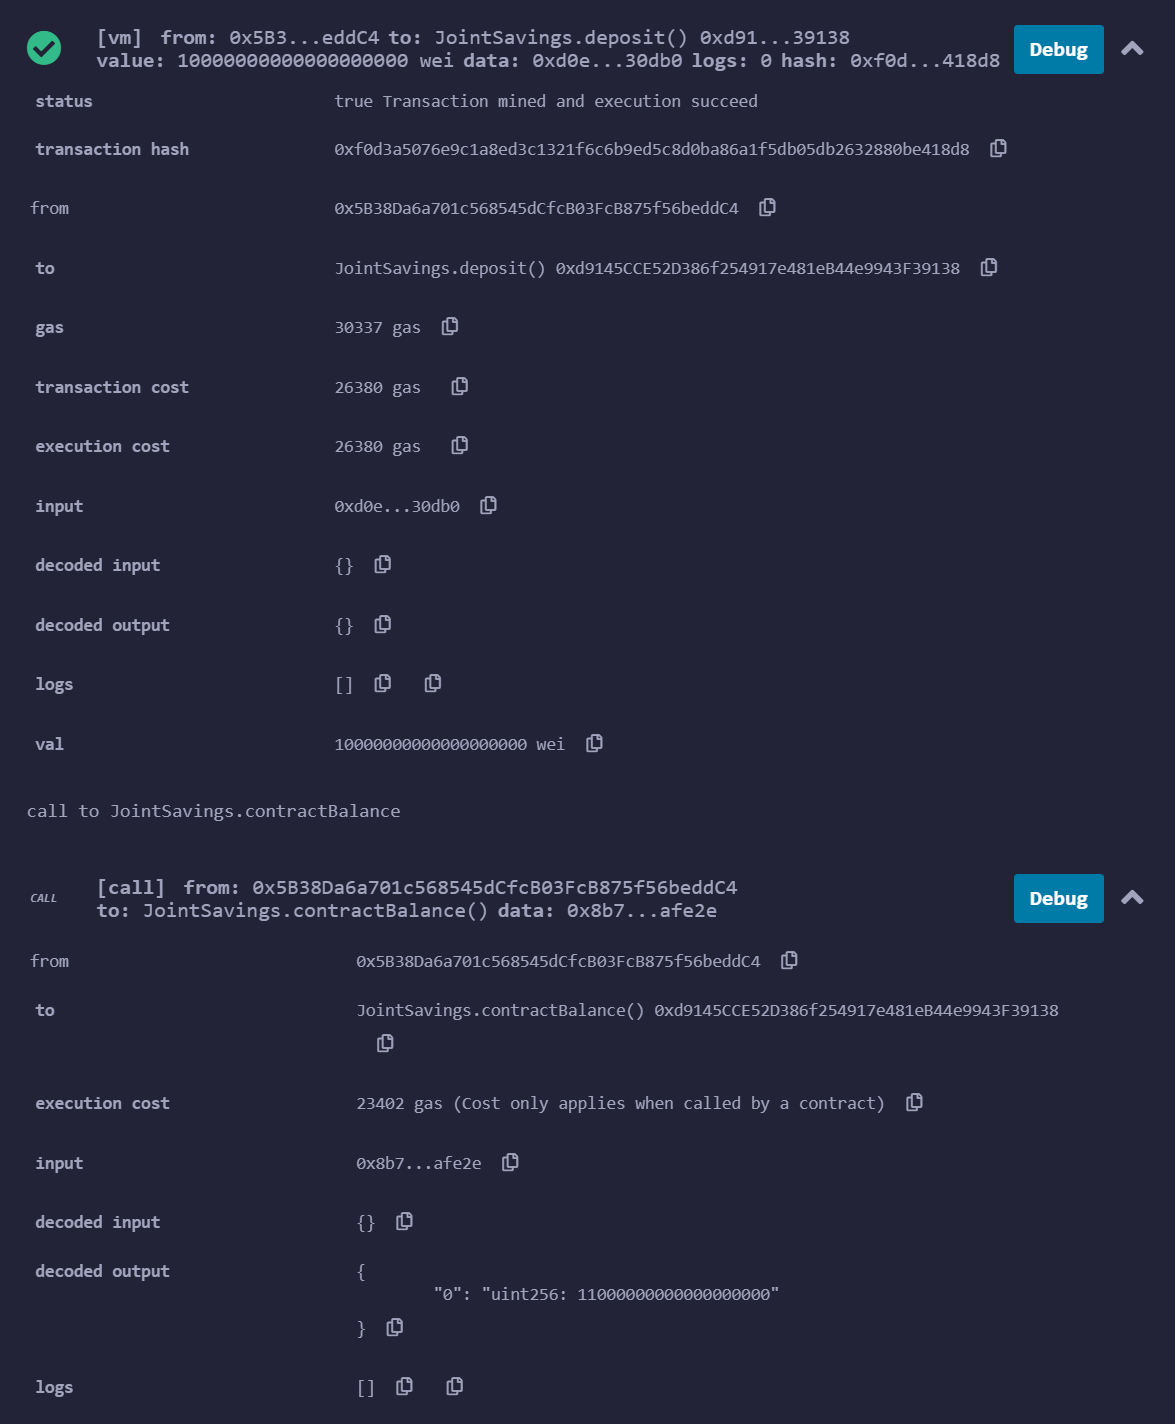 [vm] from: 0x5B3...eddC4 to: JointSavings.deposit() 0xd91...39138
value: 10000000000000000000 wei data: 0xd0e...30db0 logs: 0 hash: 0xf0d...418d8
Debug
status true Transaction mined and execution succeed
transaction hash 0xf0d3a5076e9c1a8ed3c1321f6c6b9ed5c8d0ba86a1f5db05db2632880be418d8
from 0x5B38Da6a701c568545dCfcB03FcB875f56beddC4
to JointSavings.deposit() 0xd9145CCE52D386f254917e481eB44e9943F39138
gas 30337 gas
transaction cost 26380 gas
execution cost 26380 gas
input 0xd0e...30db0
decoded input {}
decoded output {}
logs []
val 10000000000000000000 wei
call to JointSavings.contractBalance
CALL
[call] from: 0x5B38Da6a701c568545dCfcB03FcB875f56beddC4
to: JointSavings.contractBalance() data: 0x8b7...afe2e
Debug
from 0x5B38Da6a701c568545dCfcB03FcB875f56beddC4
to JointSavings.contractBalance() 0xd9145CCE52D386f254917e481eB44e9943F39138
execution cost 23402 gas (Cost only applies when called by a contract)
input 0x8b7...afe2e
decoded input {}
decoded output {
"0": "uint256: 11000000000000000000"
}
logs []